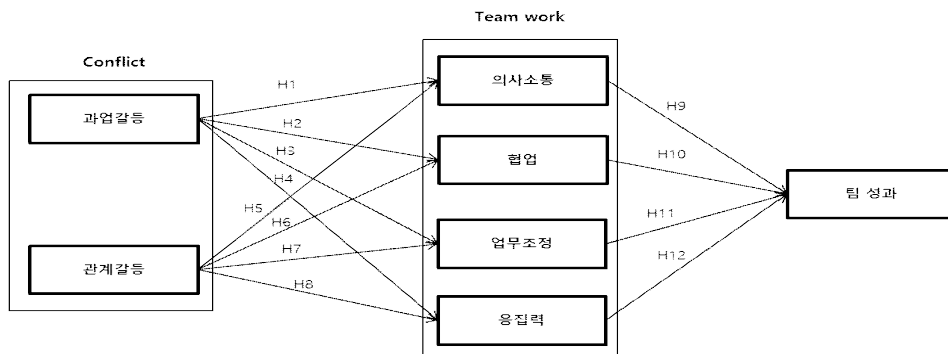 Team work
Conflict
의사소통
과업갈등
H1
H2
H3
H4
협업
H5
H6
H7
H8
관계갈등
업무조정
응집력
H9
H10
H11
H12
팀 성과